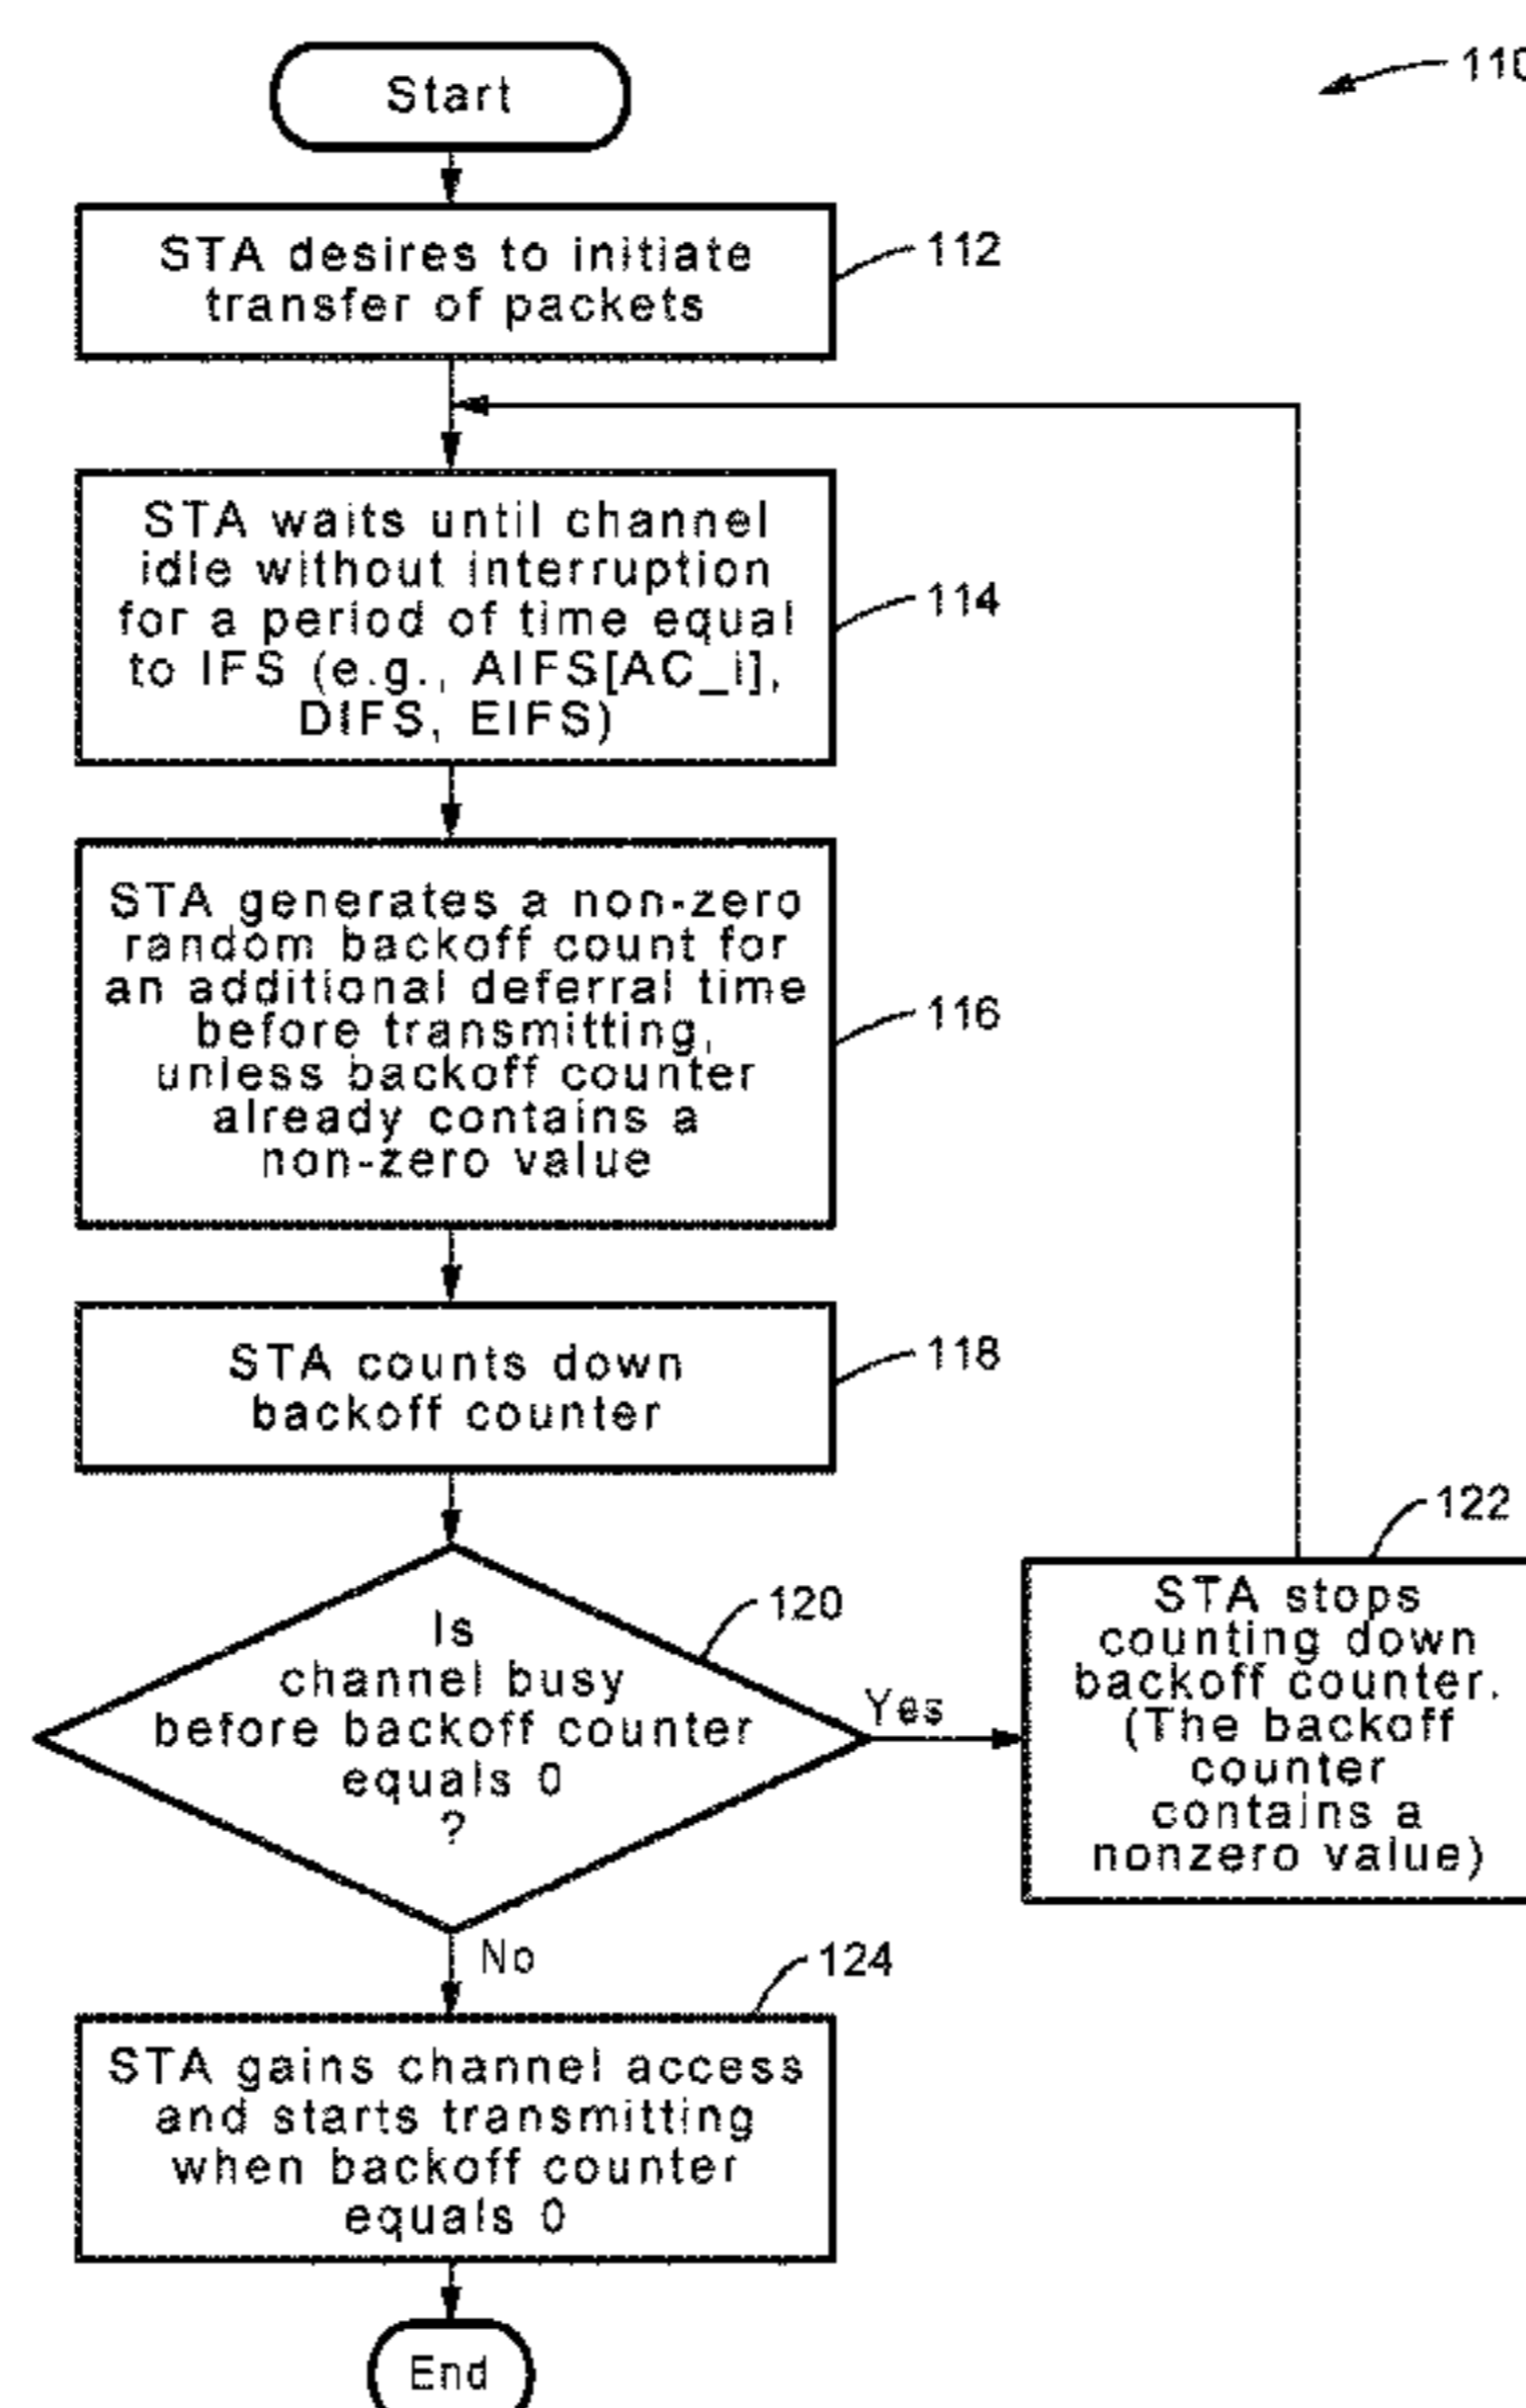 Start
110
STA desires to initiate
transfer of packets
112
STA waits until channel
idle without interruption
for a period of time equal
to IFS (e.g., AIFS[AC_i],
DIFS, EIFS)
114
STA generates a non-zero
random backoff count for
an additional deferral time
before transmitting,
unless backoff counter
already contains a
non-zero value
116
STA counts down
backoff counter
118
Is
channel busy
before backoff counter
equals 0
?
120
Yes
122
STA stops
counting down
backoff counter.
(The backoff
counter
contains a
nonzero value)
No
124
STA gains channel access
and starts transmitting
when backoff counter
equals 0
End